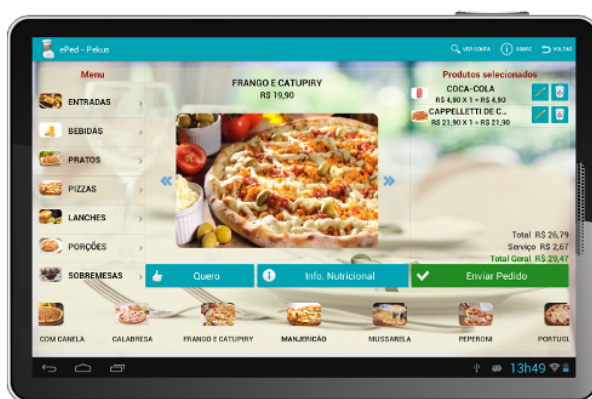 ePed - Pekus
VER CONTA
SOBRE
VOLTAR
Menu
ENTRADAS
BEBIDAS
PRATOS
PIZZAS
LANCHES
PORÇÕES
SOBREMESAS
FRANGO E CATUPIRY
R$ 19,90
Produtos selecionados
COCA-COLA
R$ 4,90 X 1 = R$ 4,90
CAPPELLETTI DE C...
R$ 21,90 X 1 = R$ 21,90
Total R$ 26,79
Serviço R$ 2,67
Total Geral R$ 29,47
Quero
Info. Nutricional
Enviar Pedido
COM CANELA
CALABRESA
FRANGO E CATUPIRY
MANJERICÃO
MUSSARELA
PEPERONI
PORTUGU
13h49